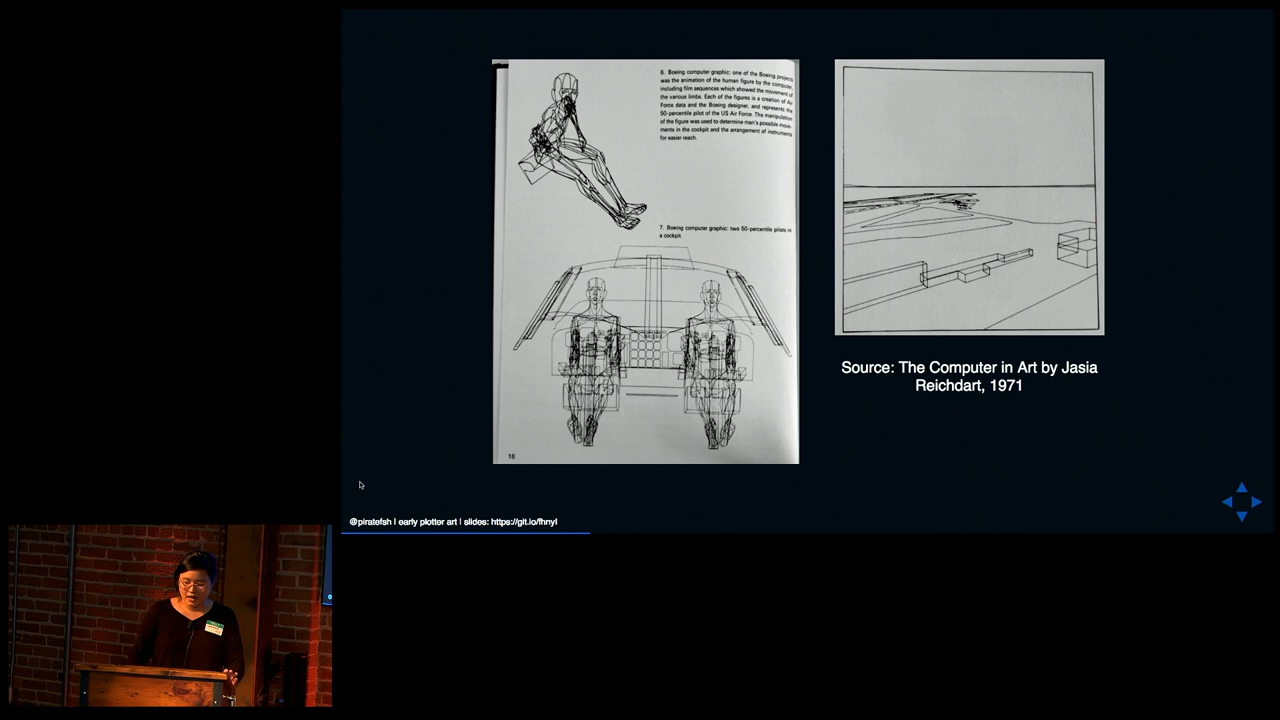 6. Boeing computer graphic: one of the Boeing projects
was the animation of the human figure by the computer,
including film sequences which showed the movement of
the various limbs. Each of the figures is a creation of Air
Force data and the Boeing designer, and represents the
50-percentile pilot of the US Air Force. The manipulation
of the figure was used to determine man's possible move-
ments in the cockpit and the arrangement of instruments
for easier reach.
7. Boeing computer graphic: two 50-percentile pilots in
a cockpit.
16
Source: The Computer in Art by Jasia
Reichdart, 1971
@piratefsh | early plotter art | slides: https://git.io/fhnyI